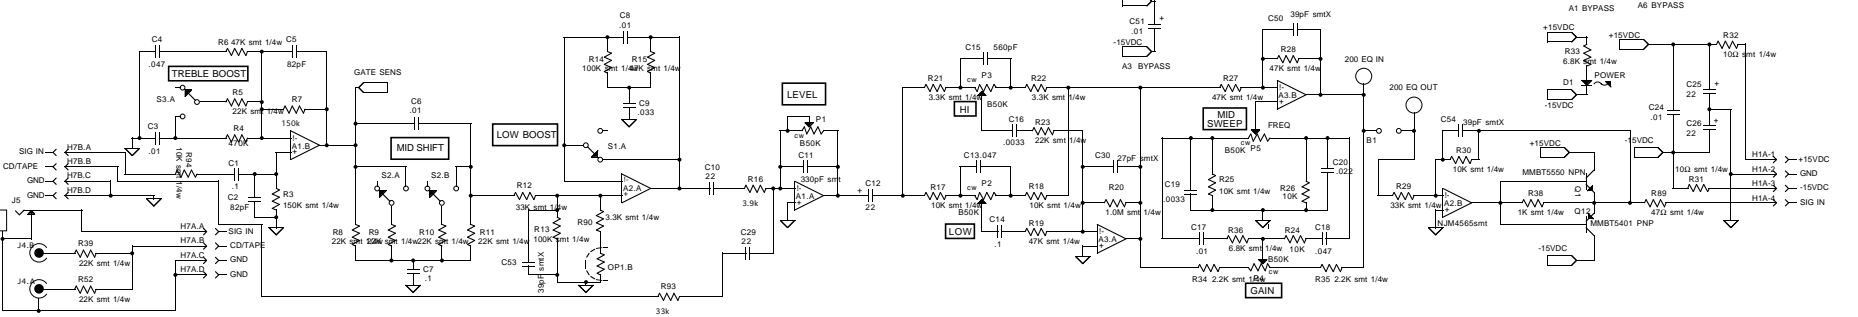 C4
.047
R6 47K smt 1/4w
C5
82pF
TREBLE BOOST
S3.A
R5
22K smt 1/4w
R7
150k
C3
.01
R4
470K
A1.B
SIG IN
CD/TAPE
GND
GND
H7B.A
H7B.B
H7B.C
H7B.D
R94
10K smt 1/4w
C1
.1
C2
82pF
R3
150K smt 1/4w
J5
J4.B
R39
22K smt 1/4w
J4.A
R52
22K smt 1/4w
H7A.A
H7A.B
H7A.C
H7A.D
SIG IN
CD/TAPE
GND
GND
GATE SENS
C6
.01
MID SHIFT
S2.A
S2.B
R8
22K smt 1/4w
R9
R10
22K smt 1/4w
R11
22K smt 1/4w
C7
.1
C8
.01
R14
100K smt 1/4w
R15
C9
.033
LOW BOOST
S1.A
R12
33K smt 1/4w
A2.A
R13
100K smt 1/4w
C53
39pF smtX
R90
3.3K smt 1/4w
OP1.B
R93
33k
C10
22
C29
22
R16
3.9k
LEVEL
P1
cw
B50K
C11
330pF smt
A1.A
C12
22
C51
.01
-15VDC
A3 BYPASS
C15
560pF
R21
3.3K smt 1/4w
P3
cw
B50K
HI
R22
3.3K smt 1/4w
C16
.0033
R23
22K smt 1/4w
C13
.047
R17
10K smt 1/4w
P2
cw
B50K
LOW
R18
10K smt 1/4w
C14
.1
R19
47K smt 1/4w
C30
27pF smtX
R20
1.0M smt 1/4w
A3.A
C50
39pF smtX
R28
47K smt 1/4w
R27
47K smt 1/4w
A3.B
MID
SWEEP
FREQ
B50K
P5
cw
C19
.0033
R25
10K smt 1/4w
R26
10K smt 1/4w
C20
.022
C17
.01
R36
6.8K smt 1/4w
R24
10K
C18
.047
R34 2.2K smt 1/4w
B50K
cw
P4
GAIN
R35 2.2K smt 1/4w
200 EQ IN
200 EQ OUT
B1
R29
33K smt 1/4w
C54
39pF smtX
R30
10K smt 1/4w
A2.B
NJM4565smt
A1 BYPASS
+15VDC
R33
6.8K smt 1/4w
D1
POWER
-15VDC
A6 BYPASS
+15VDC
R32
10Ω smt 1/4w
C24
.01
C25
22
C26
22
-15VDC
10Ω smt 1/4w
R31
+15VDC
MMBT5550 NPN
Q1
R38
1K smt 1/4w
Q12
MMBT5401 PNP
-15VDC
R89
47Ω smt 1/4w
H1A-1
H1A-2
H1A-3
H1A-4
+15VDC
GND
-15VDC
SIG IN